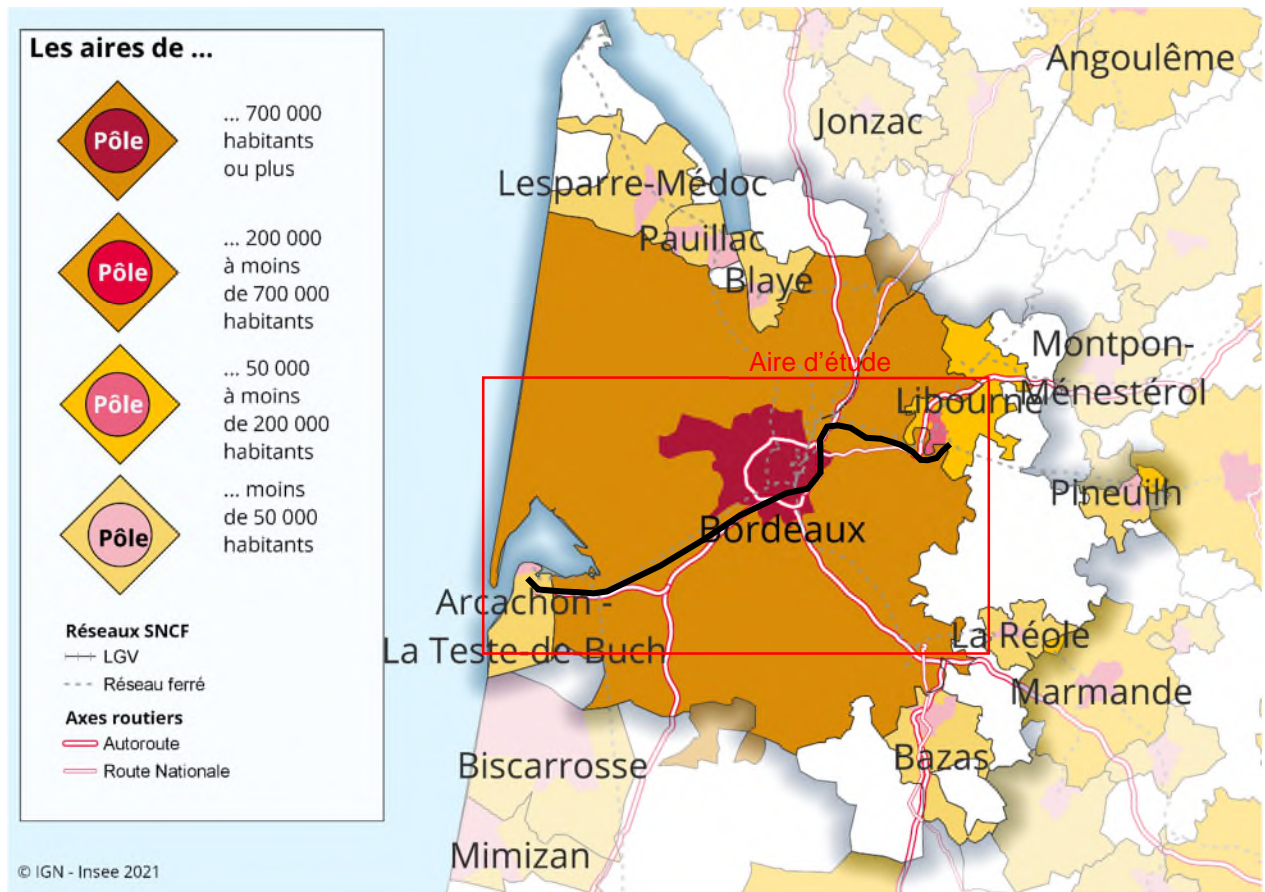 Les aires de ...
Pôle
... 700 000
habitants
ou plus
Pôle
... 200 000
à moins
de 700 000
habitants
Pôle
... 50 000
à moins
de 200 000
habitants
Pôle
... moins
de 50 000
habitants
Réseaux SNCF
LGV
Réseau ferré
Axes routiers
Autoroute
Route Nationale
© IGN - Insee 2021
Angoulême
Jonzac
Lesparre-Médoc
Pauillac
Blaye
Aire d'étude
Montpon-
Ménestérol
Libourne
Pineuilh
Bordeaux
Arcachon -
La Teste-de-Buch
La Réole
Marmande
Bazas
Biscarrosse
Mimizan